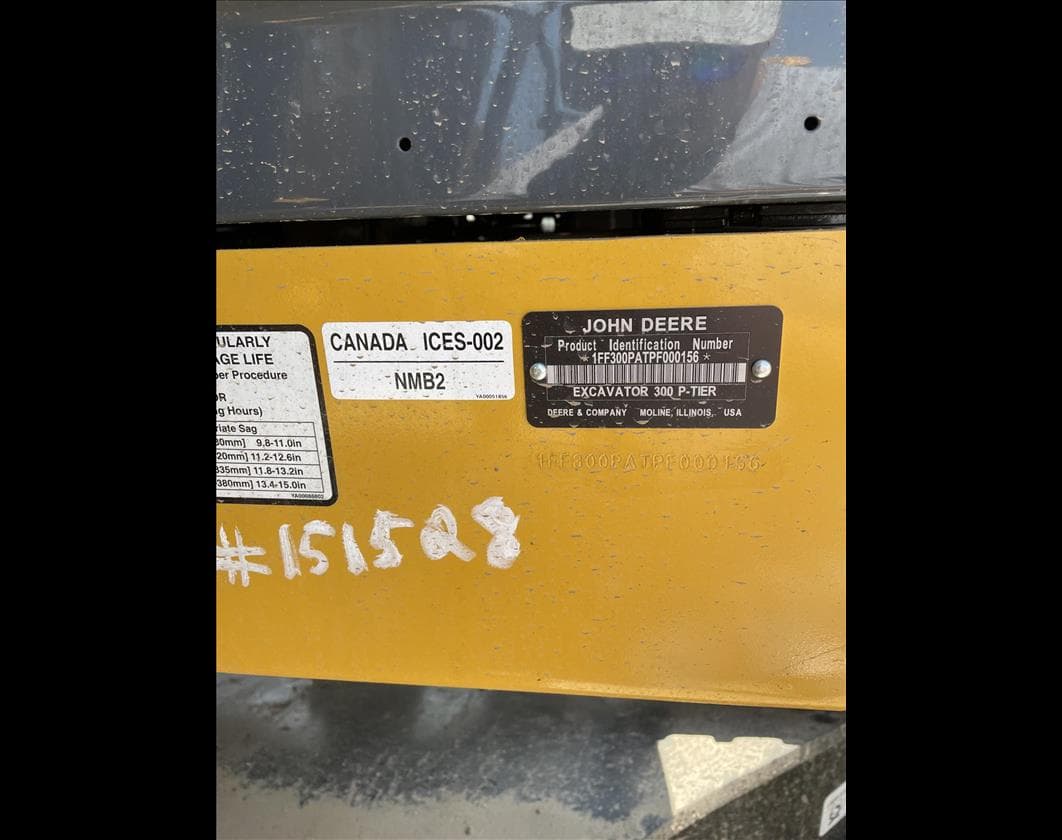 ULARLY
AGE LIFE
per Procedure
OR
g Hours)
riate Sag
80mm] 9.8-11.0in
20mm] 11.2-12.6in
335mm] 11.8-13.2in
380mm] 13.4-15.0in
CANADA ICES-002
NMB2
JOHN DEERE
Product Identification Number
*1FF300PATPF000156*
EXCAVATOR 300 P-TIER
DEERE & COMPANY MOLINE, ILLINOIS, USA
1FF300PATPF000156
#151528